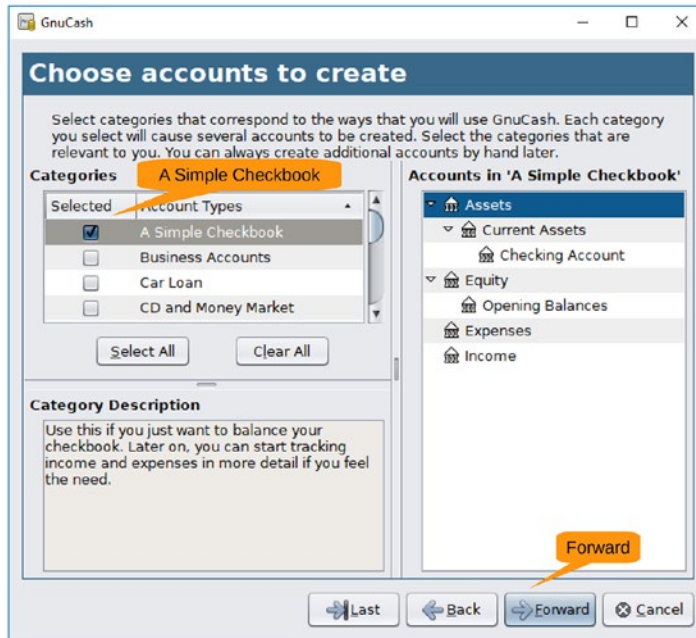 GnuCash
Choose accounts to create
Select categories that correspond to the ways that you will use GnuCash. Each category
you select will cause several accounts to be created. Select the categories that are
relevant to you. You can always create additional accounts by hand later.
Categories
A Simple Checkbook
Selected
Account Types
A Simple Checkbook
Business Accounts
Car Loan
CD and Money Market
Select All
Clear All
Category Description
Use this if you just want to balance your
checkbook. Later on, you can start tracking
income and expenses in more detail if you feel
the need.
Accounts in 'A Simple Checkbook'
Assets
Current Assets
Checking Account
Equity
Opening Balances
Expenses
Income
Forward
Last
Back
Forward
Cancel